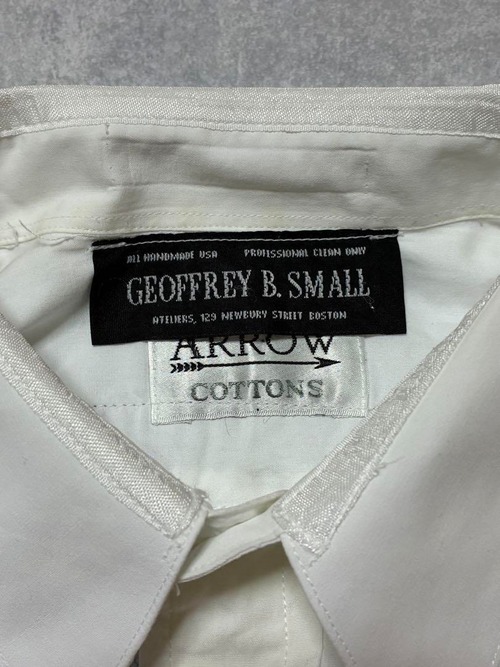 ALL HANDMADE USA PROFESSIONAL CLEAN ONLY
GEOFFREY B. SMALL
ATELIERS, 129 NEWBURY STREET BOSTON
ARROW
COTTONS